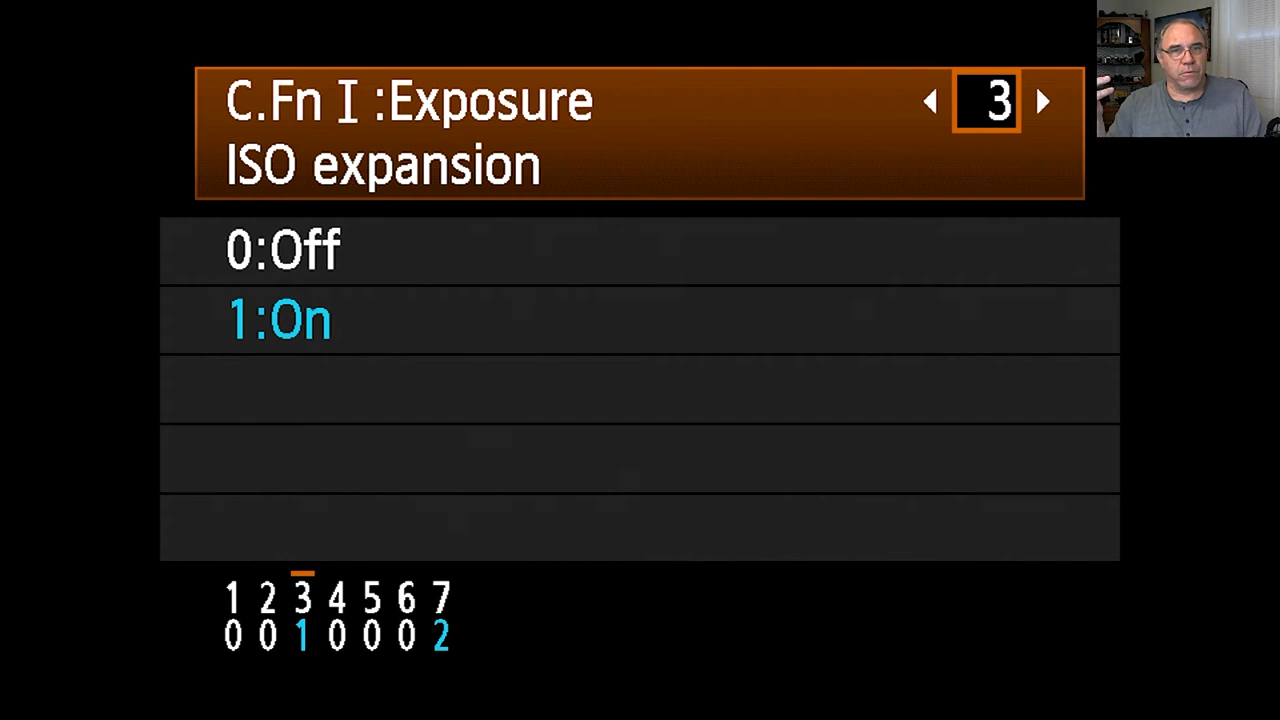 C.Fn I :Exposure 3
ISO expansion
0:Off
1:On
1 2 3 4 5 6 7
0 0 1 0 0 0 2